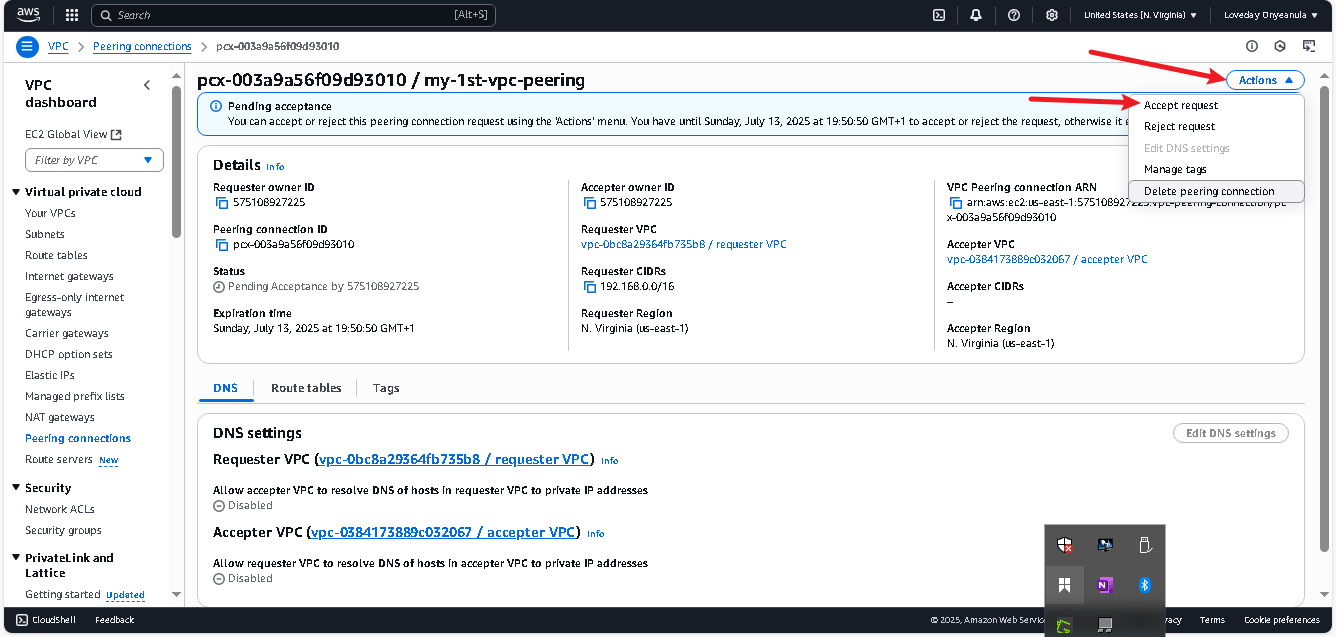 aws
Search [Alt+S]
United States (N. Virginia) ▼
Loveday Onyeanula ▼
VPC > Peering connections > pcx-003a9a56f09d93010
VPC
dashboard
EC2 Global View
Filter by VPC
Virtual private cloud
Your VPCs
Subnets
Route tables
Internet gateways
Egress-only internet
gateways
Carrier gateways
DHCP option sets
Elastic IPs
Managed prefix lists
NAT gateways
Peering connections
Route servers New
Security
Network ACLs
Security groups
PrivateLink and
Lattice
Getting started Updated
pcx-003a9a56f09d93010 / my-1st-vpc-peering
Actions ▲
Accept request
Reject request
Edit DNS settings
Manage tags
Delete peering connection
Pending acceptance
You can accept or reject this peering connection request using the 'Actions' menu. You have until Sunday, July 13, 2025 at 19:50:50 GMT+1 to accept or reject the request, otherwise it
Details Info
Requester owner ID
575108927225
Peering connection ID
pcx-003a9a56f09d93010
Status
Pending Acceptance by 575108927225
Expiration time
Sunday, July 13, 2025 at 19:50:50 GMT+1
Accepter owner ID
575108927225
Requester VPC
vpc-0bc8a29364fb735b8 / requester VPC
Requester CIDRs
192.168.0.0/16
Requester Region
N. Virginia (us-east-1)
VPC Peering connection ARN
arn:aws:ec2:us-east-1:575108927225:vpc-peering-connection/pc
x-003a9a56f09d93010
Accepter VPC
vpc-0384173889c032067 / accepter VPC
Accepter CIDRs
–
Accepter Region
N. Virginia (us-east-1)
DNS
Route tables
Tags
DNS settings
Edit DNS settings
Requester VPC (vpc-0bc8a29364fb735b8 / requester VPC) Info
Allow accepter VPC to resolve DNS of hosts in requester VPC to private IP addresses
Disabled
Accepter VPC (vpc-0384173889c032067 / accepter VPC) Info
Allow requester VPC to resolve DNS of hosts in accepter VPC to private IP addresses
Disabled
CloudShell
Feedback
© 2025, Amazon Web
Terms
Cookie preferences